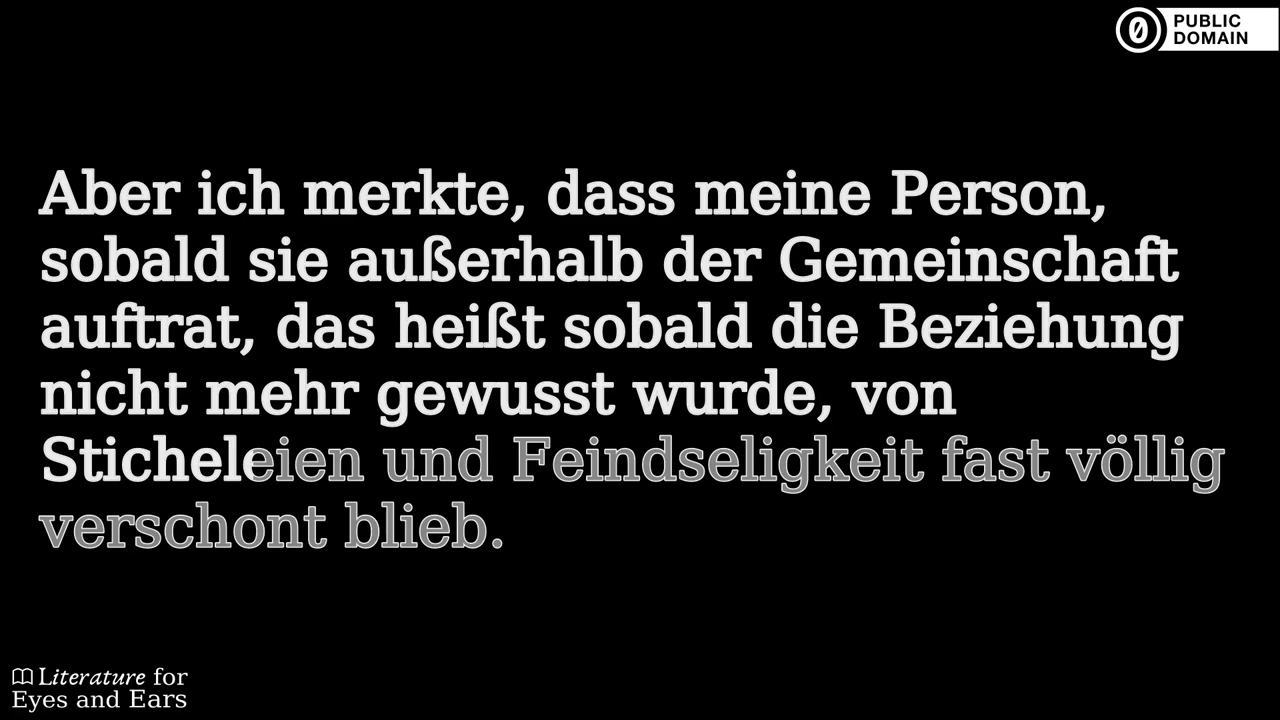 PUBLIC
DOMAIN
Aber ich merkte, dass meine Person,
sobald sie außerhalb der Gemeinschaft
auftrat, das heißt sobald die Beziehung
nicht mehr gewusst wurde, von
Sticheleien und Feindseligkeit fast völlig
verschont blieb.
Literature for
Eyes and Ears